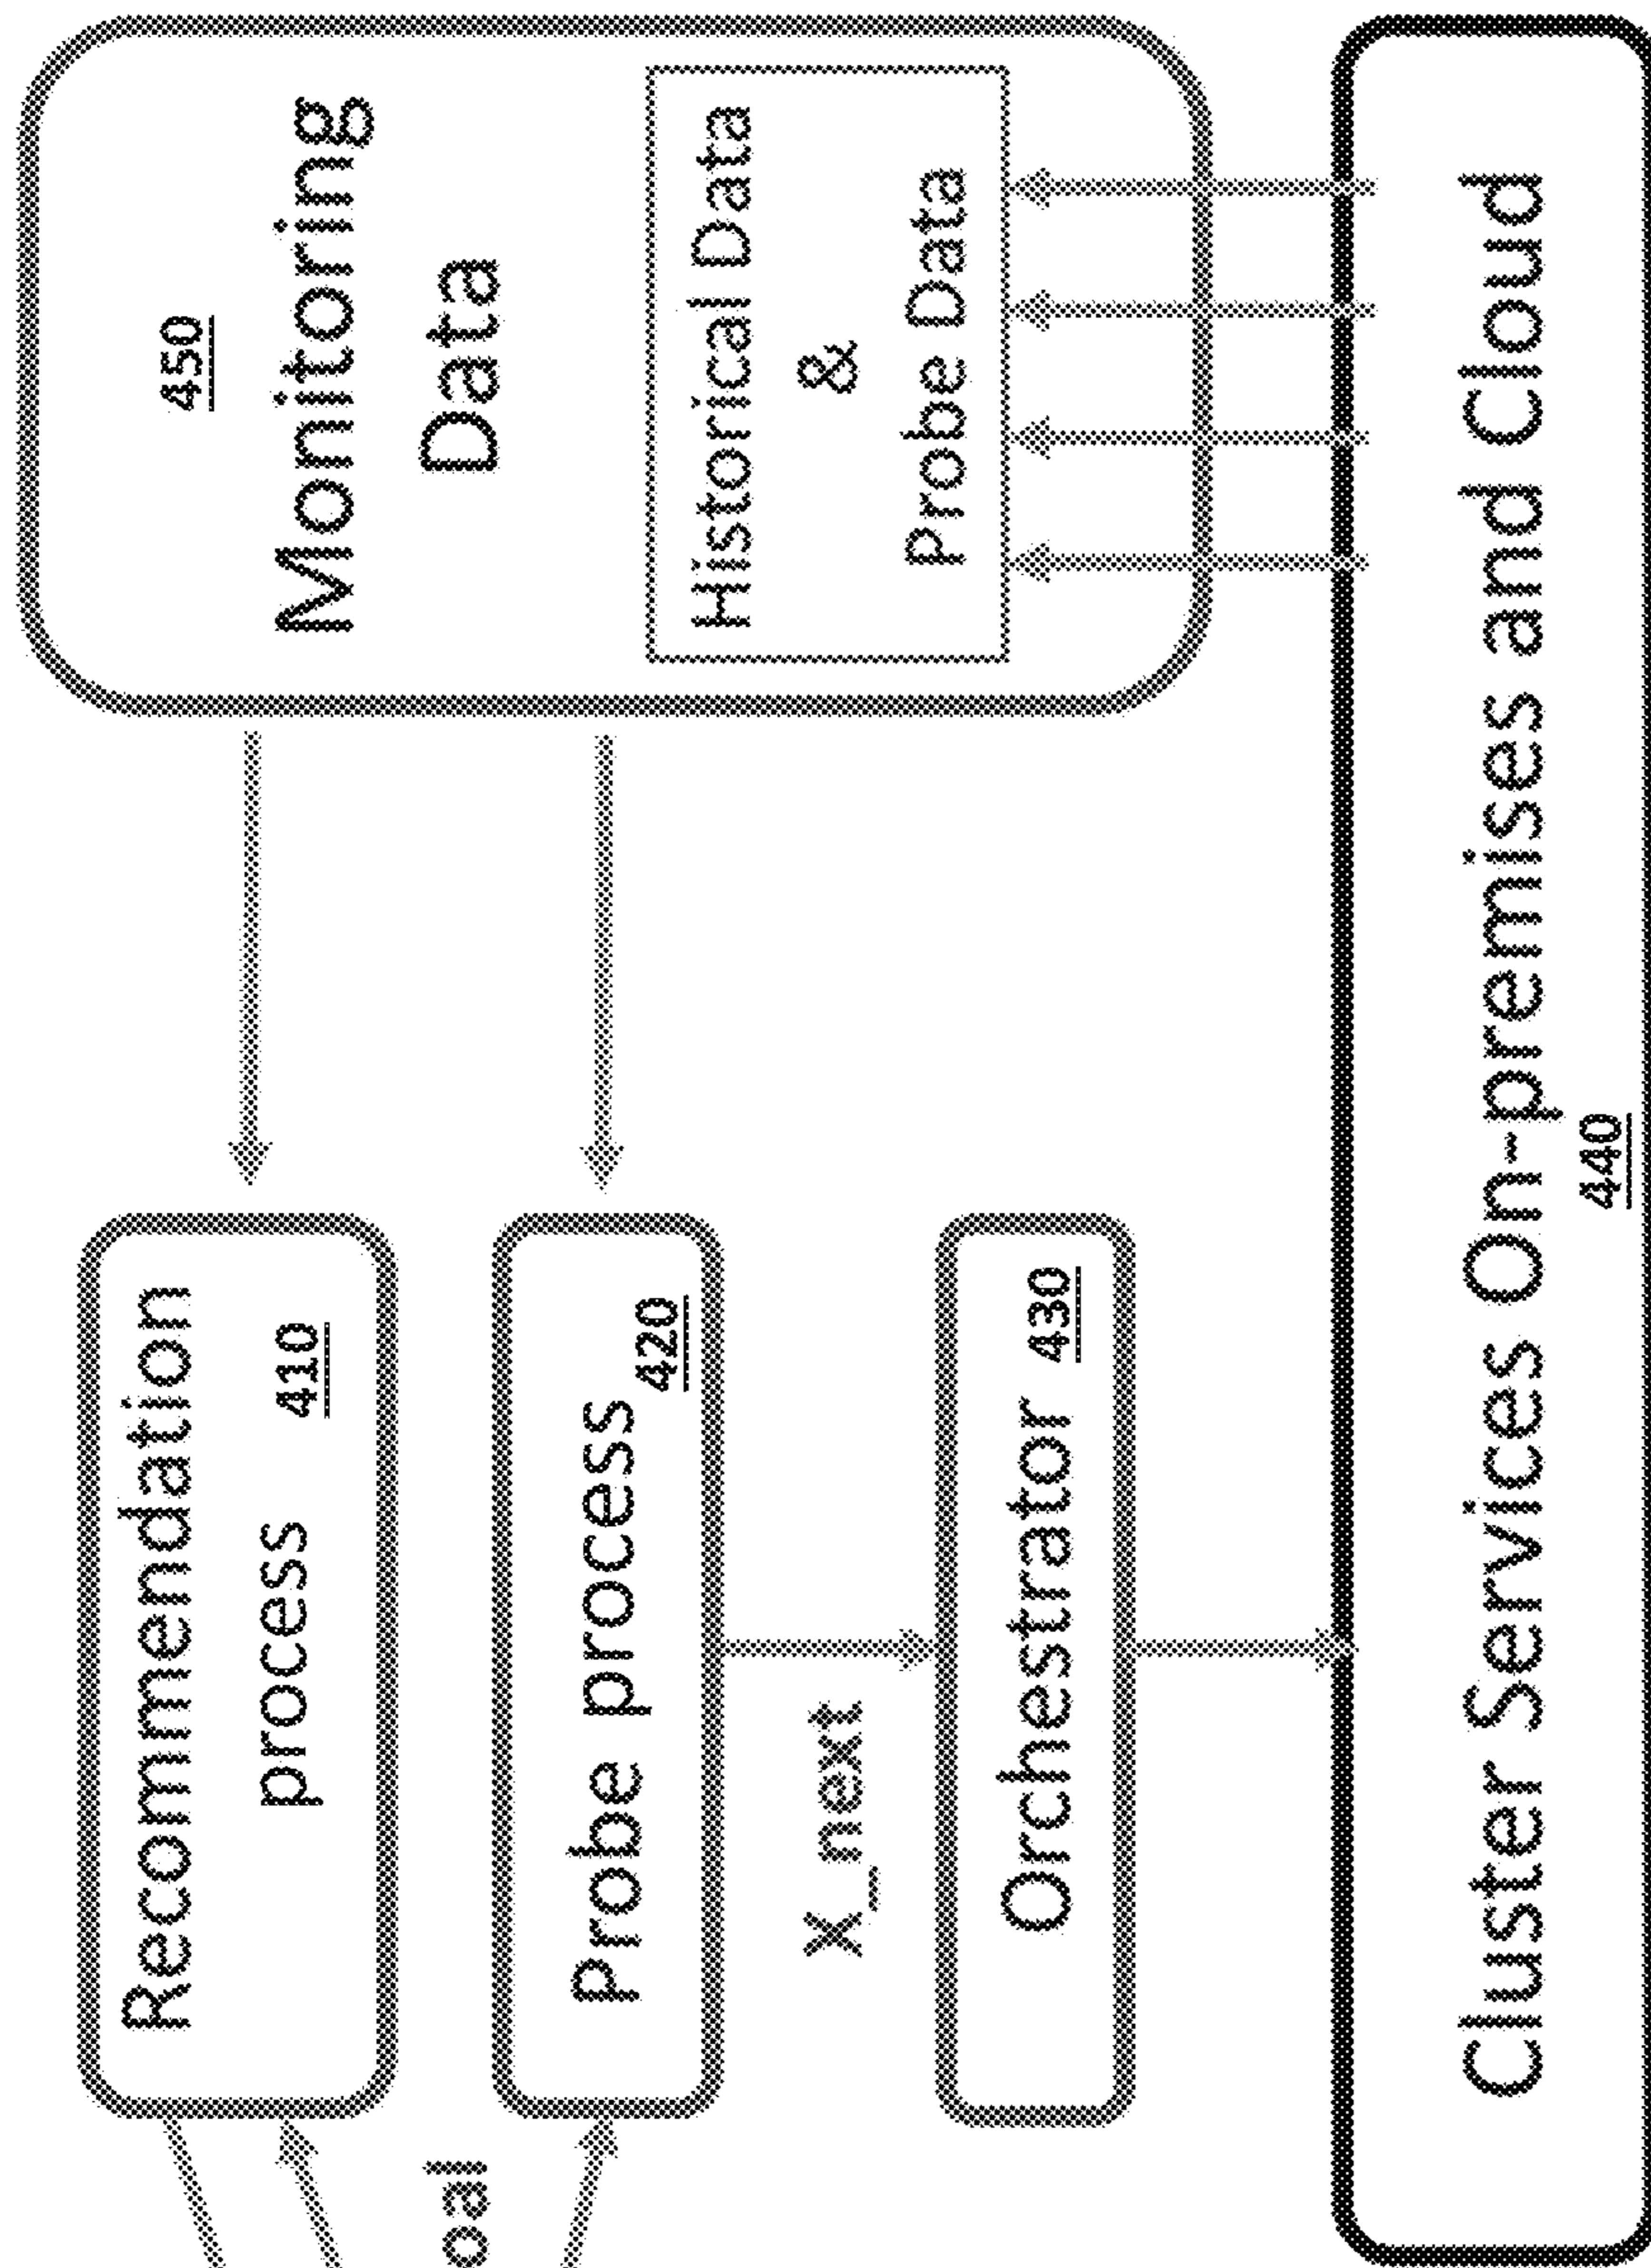 Recommendation
process 410
oal
Probe process
420
X_next
Orchestrator 430
450
Monitoring
Data
Historical Data
&
Probe Data
Cluster Services On-premises and Cloud
440